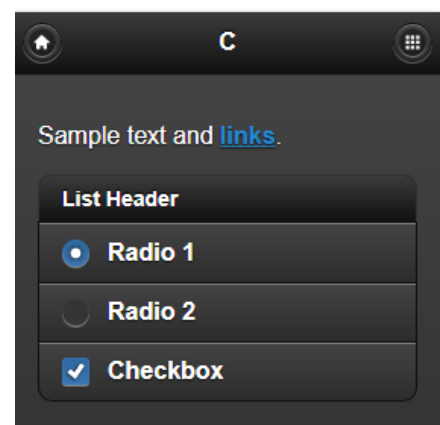 C
Sample text and links.
List Header
Radio 1
Radio 2
Checkbox